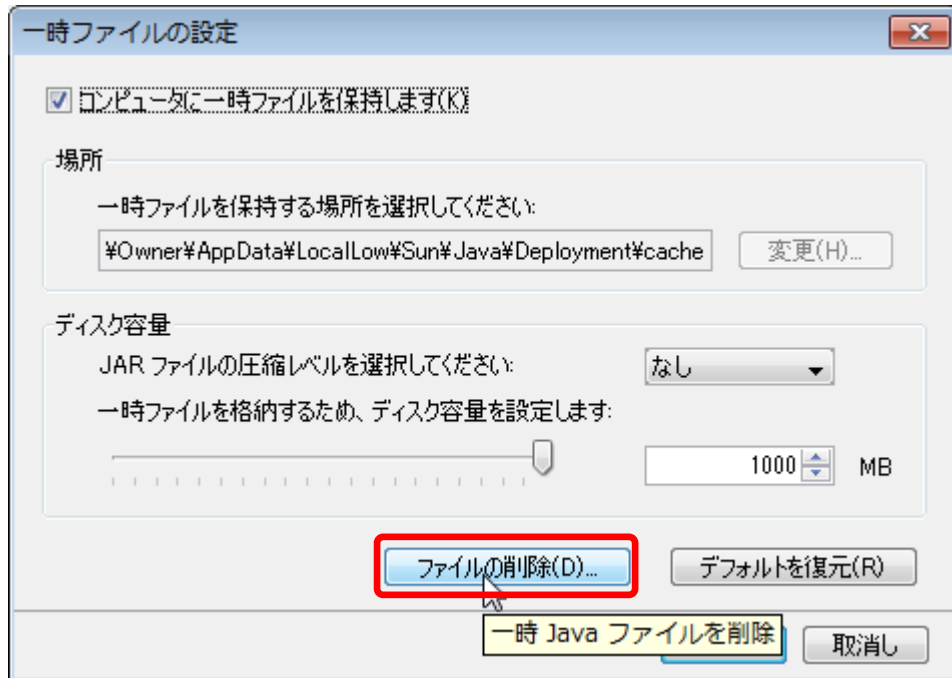 一時ファイルの設定
コンピュータに一時ファイルを保持します(K)
場所
一時ファイルを保持する場所を選択してください:
¥Owner¥AppData¥LocalLow¥Sun¥Java¥Deployment¥cache 変更(H)...
ディスク容量
JAR ファイルの圧縮レベルを選択してください: なし
一時ファイルを格納するため、ディスク容量を設定します:
1000 MB
ファイルの削除(D)... デフォルトを復元(R)
一時 Java ファイルを削除 取消し